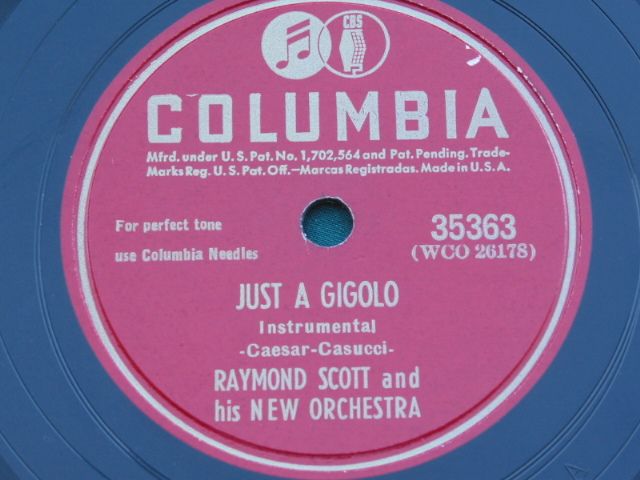 CBS
COLUMBIA
Mfrd. under U.S. Pat. No. 1,702,564 and Pat. Pending. Trade-
Marks Reg. U.S. Pat. Off.—Marcas Registradas. Made in U.S.A.
For perfect tone
use Columbia Needles
35363
(WCO 26178)
JUST A GIGOLO
Instrumental
-Caesar-Casucci-
RAYMOND SCOTT and
his NEW ORCHESTRA